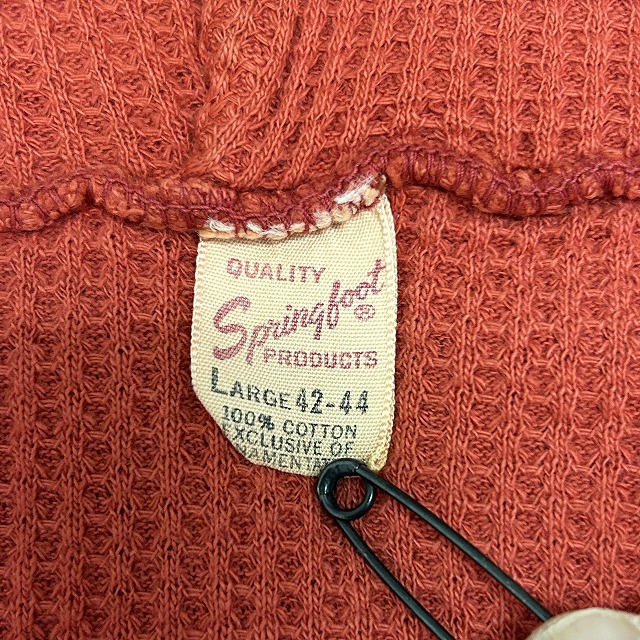 QUALITY
Springfoot®
PRODUCTS
LARGE 42-44
100% COTTON
EXCLUSIVE OF